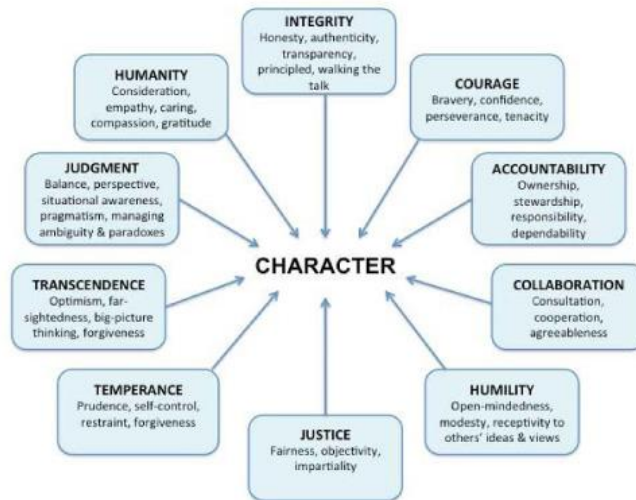 INTEGRITY
Honesty, authenticity,
transparency,
principled, walking the
talk
HUMANITY
Consideration,
empathy, caring,
compassion, gratitude
COURAGE
Bravery, confidence,
perseverance, tenacity
JUDGMENT
Balance, perspective,
situational awareness,
pragmatism, managing
ambiguity & paradoxes
ACCOUNTABILITY
Ownership,
stewardship,
responsibility,
dependability
CHARACTER
TRANSCENDENCE
Optimism, far-
sightedness, big-picture
thinking, forgiveness
COLLABORATION
Consultation,
cooperation,
agreeableness
TEMPERANCE
Prudence, self-control,
restraint, forgiveness
JUSTICE
Fairness, objectivity,
impartiality
HUMILITY
Open-mindedness,
modesty, receptivity to
others' ideas & views